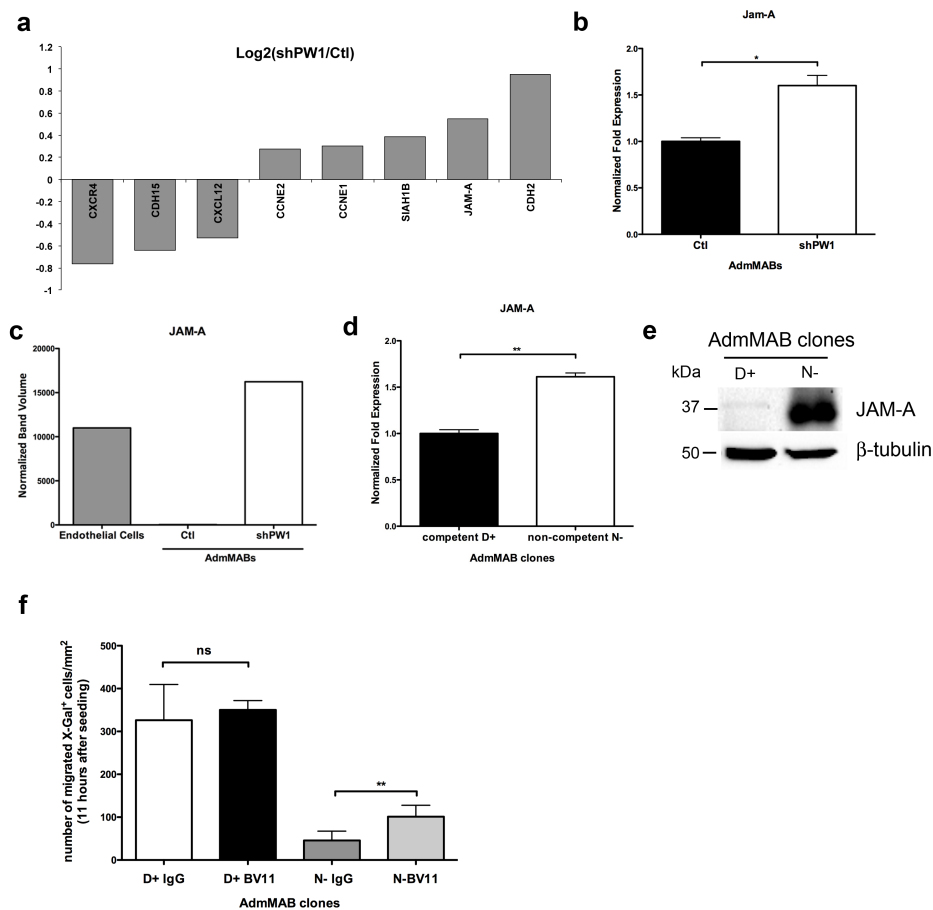 a
Log2(shPW1/Ctl)
1.2
1
0.8
0.6
0.4
0.2
0
-0.2
-0.4
-0.6
-0.8
-1
CXCR4
CDH15
CXCL12
CCNE2
CCNE1
SIAH1B
JAM-A
CDH2
b
Jam-A
Normalized Fold Expression
2.0
1.5
1.0
0.5
0.0
*
Ctl
shPW1
AdmMABs
c
JAM-A
Normalized Band Volume
20000
15000
10000
5000
0
Endothelial Cells
Ctl
shPW1
AdmMABs
d
JAM-A
Normalized Fold Expression
2.0
1.5
1.0
0.5
0.0
**
competent D+
non-competent N-
AdmMAB clones
e
AdmMAB clones
kDa
D+
N-
37
JAM-A
50
β-tubulin
f
number of migrated X-Gal⁺ cells/mm²
(11 hours after seeding)
500
400
300
200
100
0
ns
**
D+ IgG
D+ BV11
N- IgG
N-BV11
AdmMAB clones